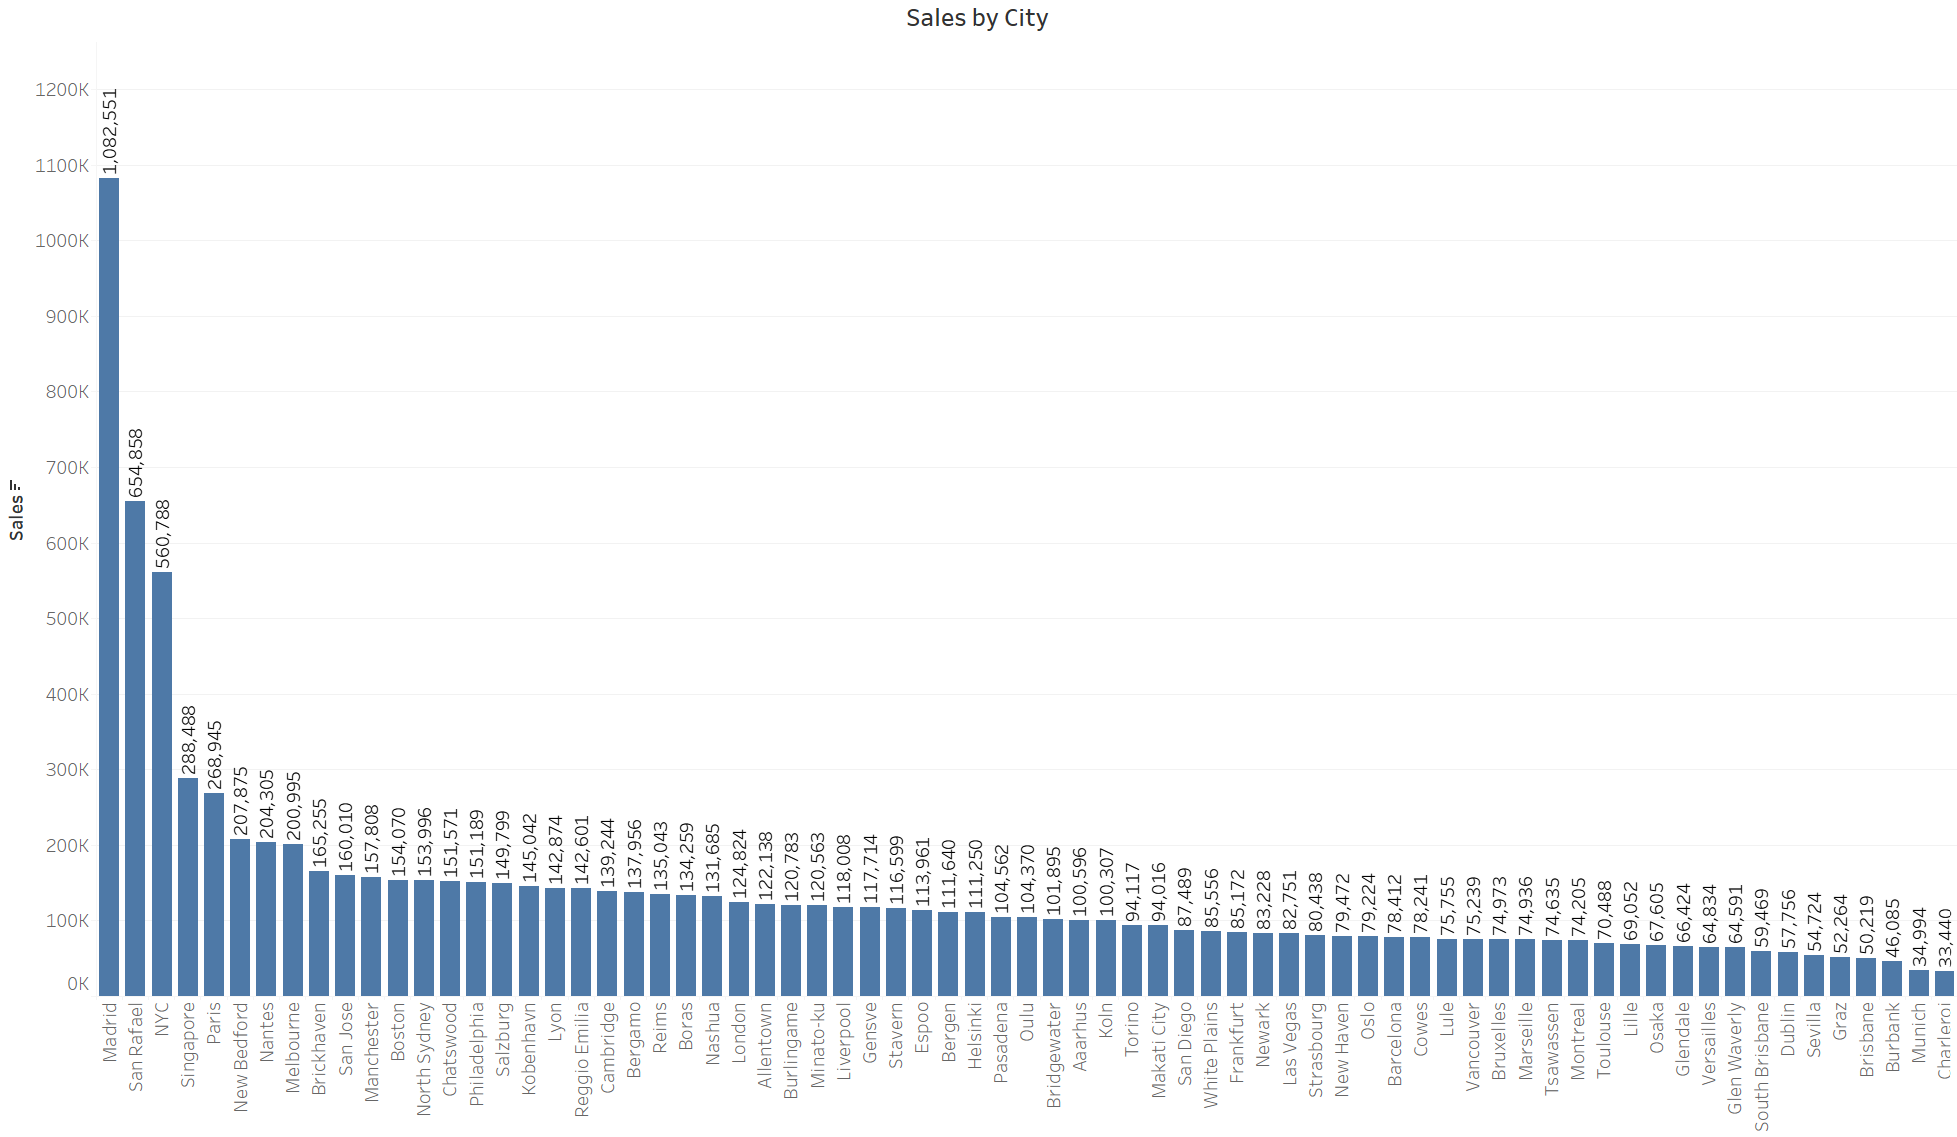 Sales by City
Sales
1200K
1100K
1000K
900K
800K
700K
600K
500K
400K
300K
200K
100K
0K
1,082,551
654,858
560,788
288,488
268,945
207,875
204,305
200,995
165,255
160,010
157,808
154,070
153,996
151,571
151,189
149,799
145,042
142,874
142,601
139,244
137,956
135,043
134,259
131,685
124,824
122,138
120,783
120,563
118,008
117,714
116,599
113,961
111,640
111,250
104,562
104,370
101,895
100,596
100,307
94,117
94,016
87,489
85,556
85,172
83,228
82,751
80,438
79,472
79,224
78,412
78,241
75,755
75,239
74,973
74,936
74,635
74,205
70,488
69,052
67,605
66,424
64,834
64,591
59,469
57,756
54,724
52,264
50,219
46,085
34,994
33,440
Madrid
San Rafael
NYC
Singapore
Paris
New Bedford
Nantes
Melbourne
Brickhaven
San Jose
Manchester
Boston
North Sydney
Chatswood
Philadelphia
Salzburg
Kobenhavn
Lyon
Reggio Emilia
Cambridge
Bergamo
Reims
Boras
Nashua
London
Allentown
Burlingame
Minato-ku
Liverpool
Gensve
Stavern
Espoo
Bergen
Helsinki
Pasadena
Oulu
Bridgewater
Aaarhus
Koln
Torino
Makati City
San Diego
White Plains
Frankfurt
Newark
Las Vegas
Strasbourg
New Haven
Oslo
Barcelona
Cowes
Lule
Vancouver
Bruxelles
Marseille
Tsawassen
Montreal
Toulouse
Lille
Osaka
Glendale
Versailles
Glen Waverly
South Brisbane
Dublin
Sevilla
Graz
Brisbane
Burbank
Munich
Charleroi